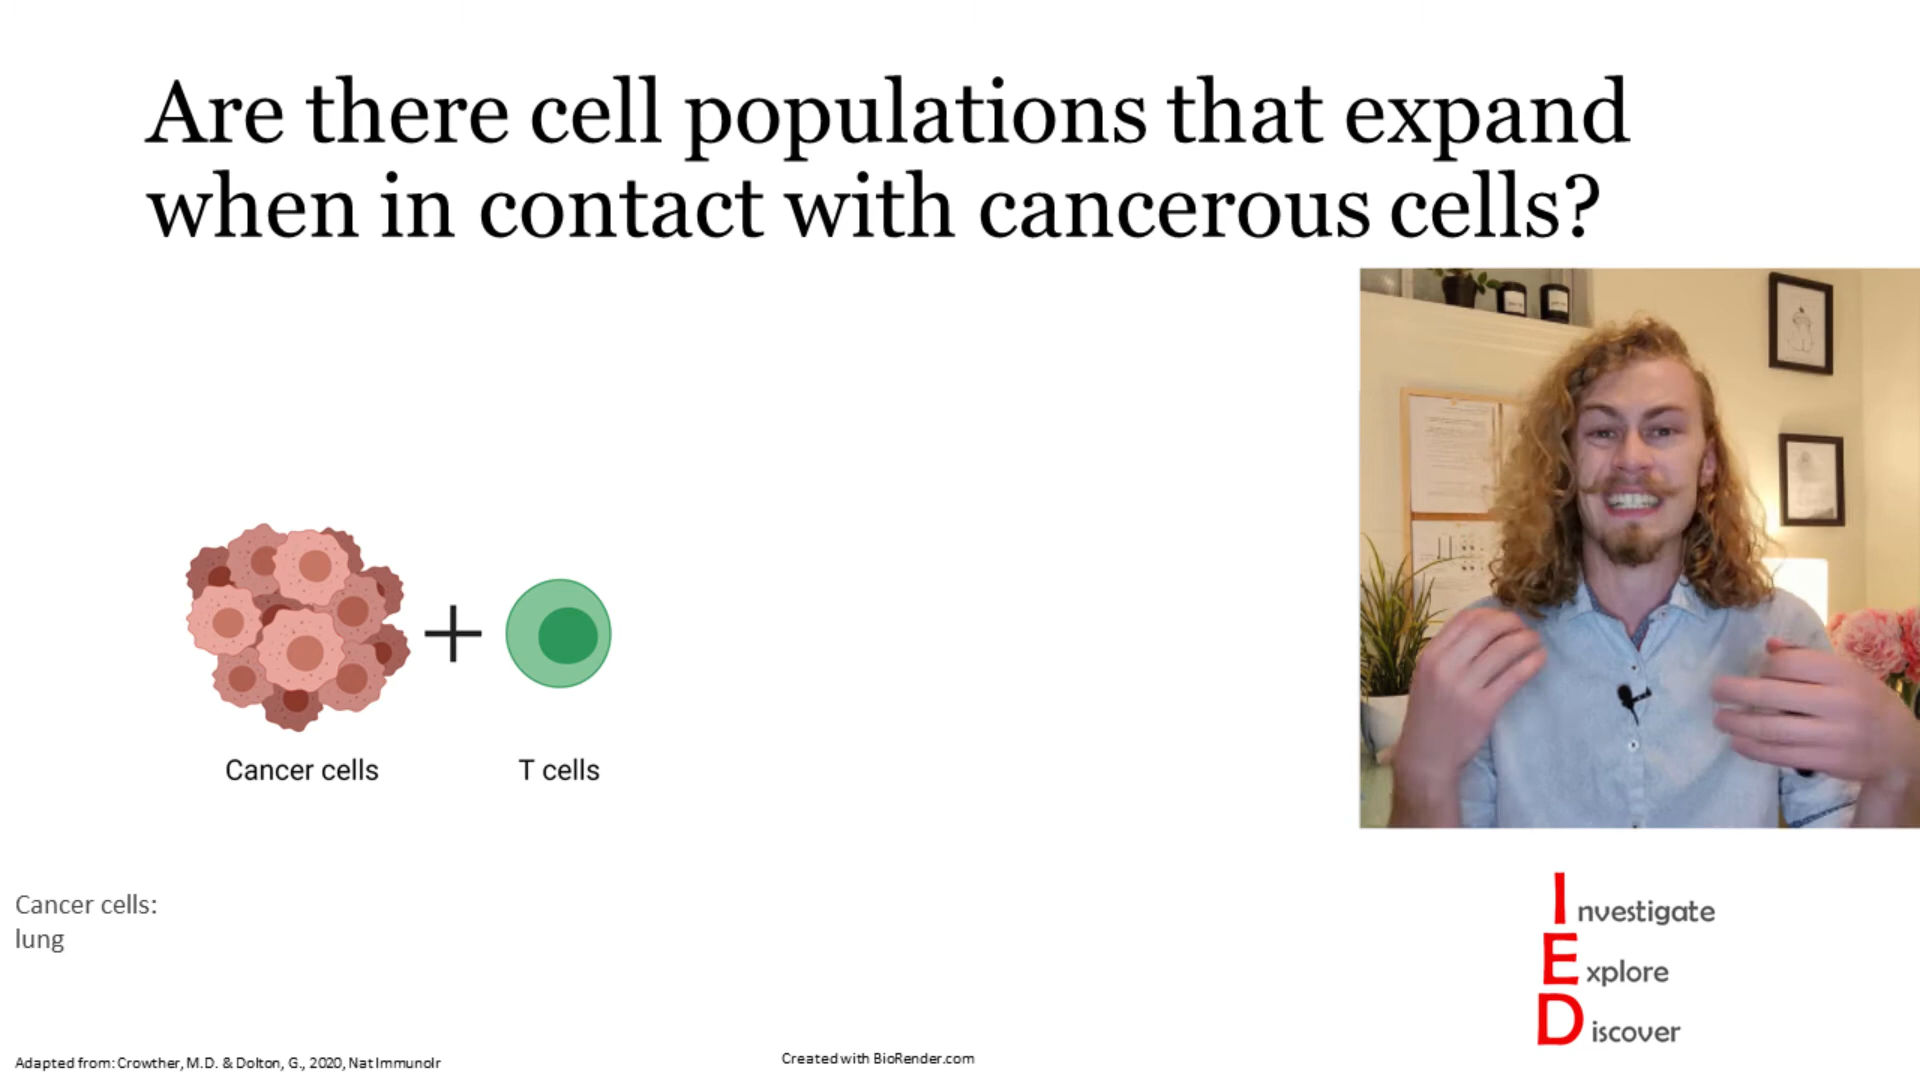 Are there cell populations that expand
when in contact with cancerous cells?
Cancer cells
T cells
Cancer cells:
lung
Investigate
Explore
Discover
Adapted from: Crowther, M.D. & Dolton, G., 2020, Nat Immunolr
Created with BioRender.com